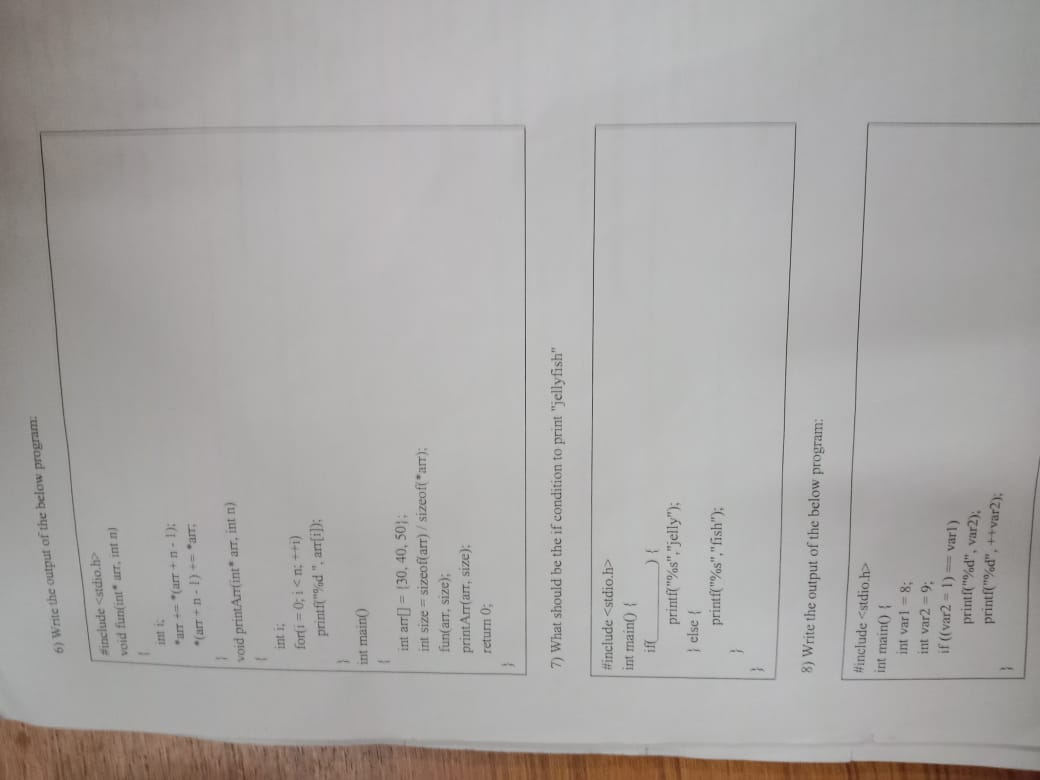 6) Write the output of the below program:
#include <stdio.h>
void fun(int* arr, int n)
{
int i;
*arr += *(arr + n - 1);
*(arr + n - 1) += *arr;
}
void printArr(int* arr, int n)
{
int i;
for(i = 0; i < n; ++i)
printf("%d ", arr[i]);
}
int main()
{
int arr[] = {30, 40, 50};
int size = sizeof(arr) / sizeof(*arr);
fun(arr, size);
printArr(arr, size);
return 0;
}
7) What should be the if condition to print "jellyfish"
#include <stdio.h>
int main() {
if(________) {
printf("%s","jelly");
} else {
printf("%s","fish");
}
}
8) Write the output of the below program:
#include <stdio.h>
int main() {
int var1 = 8;
int var2 = 9;
if ((var2 = 1) == var1)
printf("%d", var2);
printf("%d", ++var2);
}